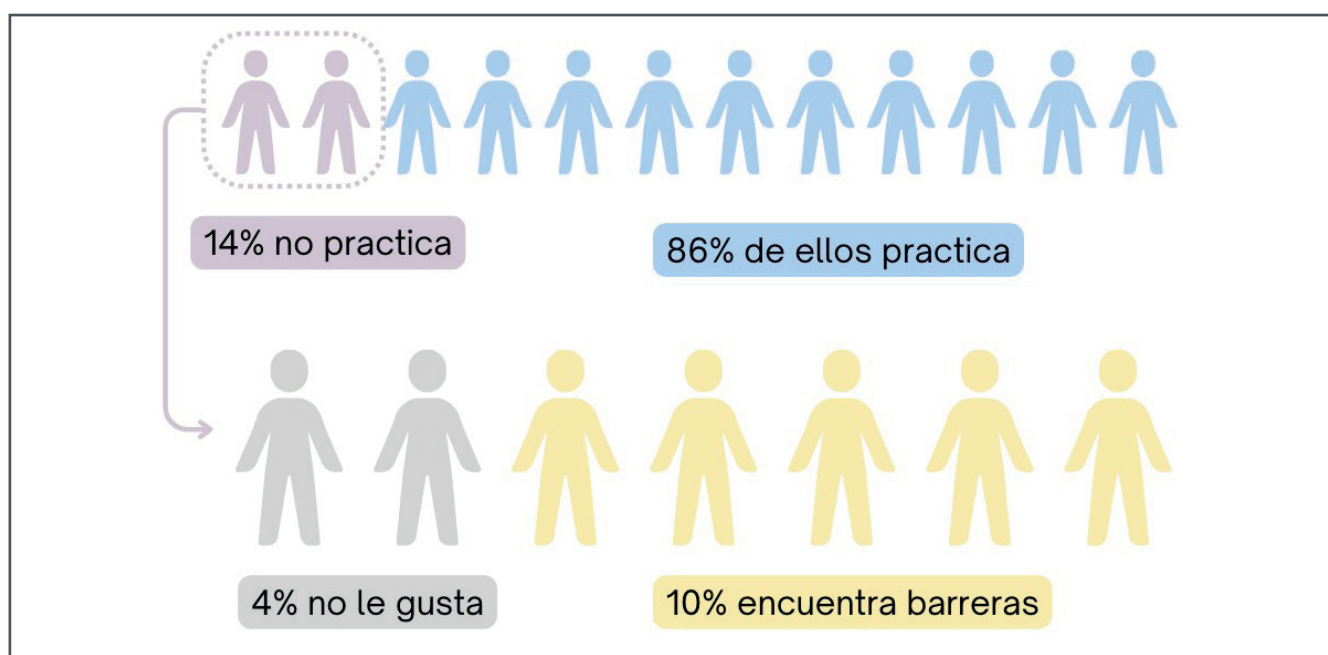 14% no practica
86% de ellos practica
4% no le gusta
10% encuentra barreras